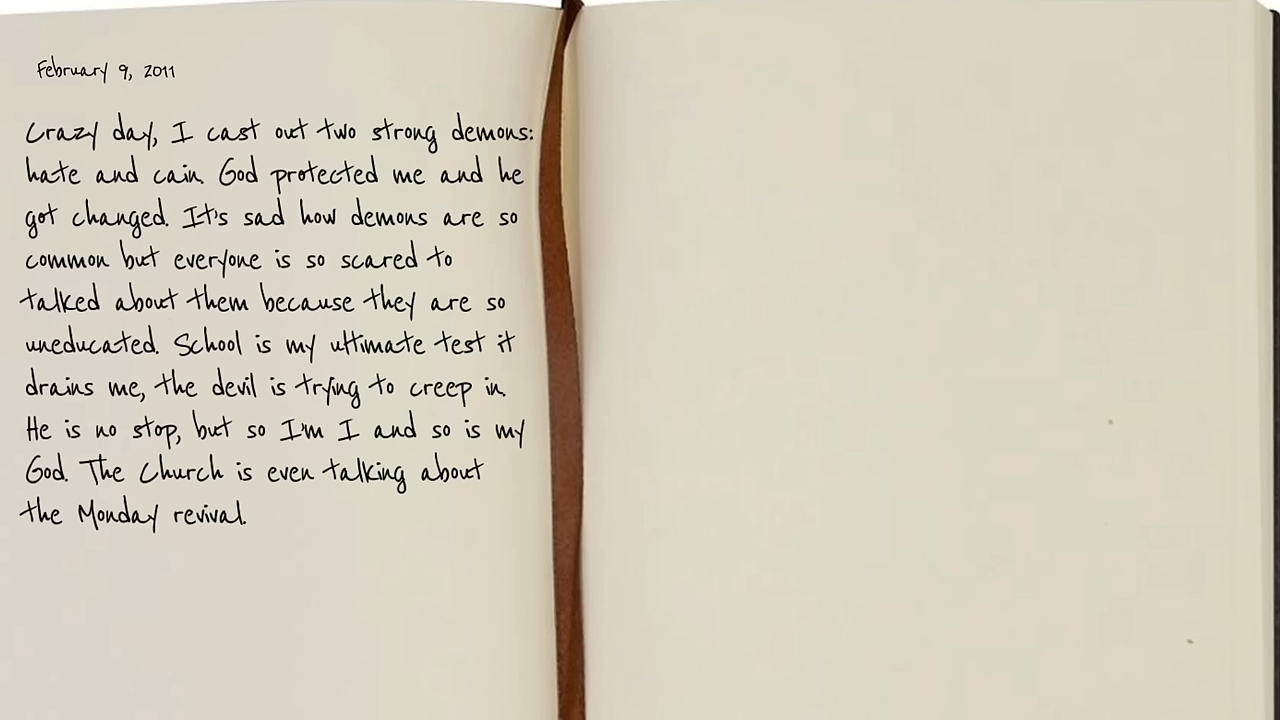 February 9, 2011
Crazy day, I cast out two strong demons:
hate and cain. God protected me and he
got changed. It's sad how demons are so
common but everyone is so scared to
talked about them because they are so
uneducated. School is my ultimate test it
drains me, the devil is trying to creep in.
He is no stop, but so I'm I and so is my
God. The Church is even talking about
the Monday revival.